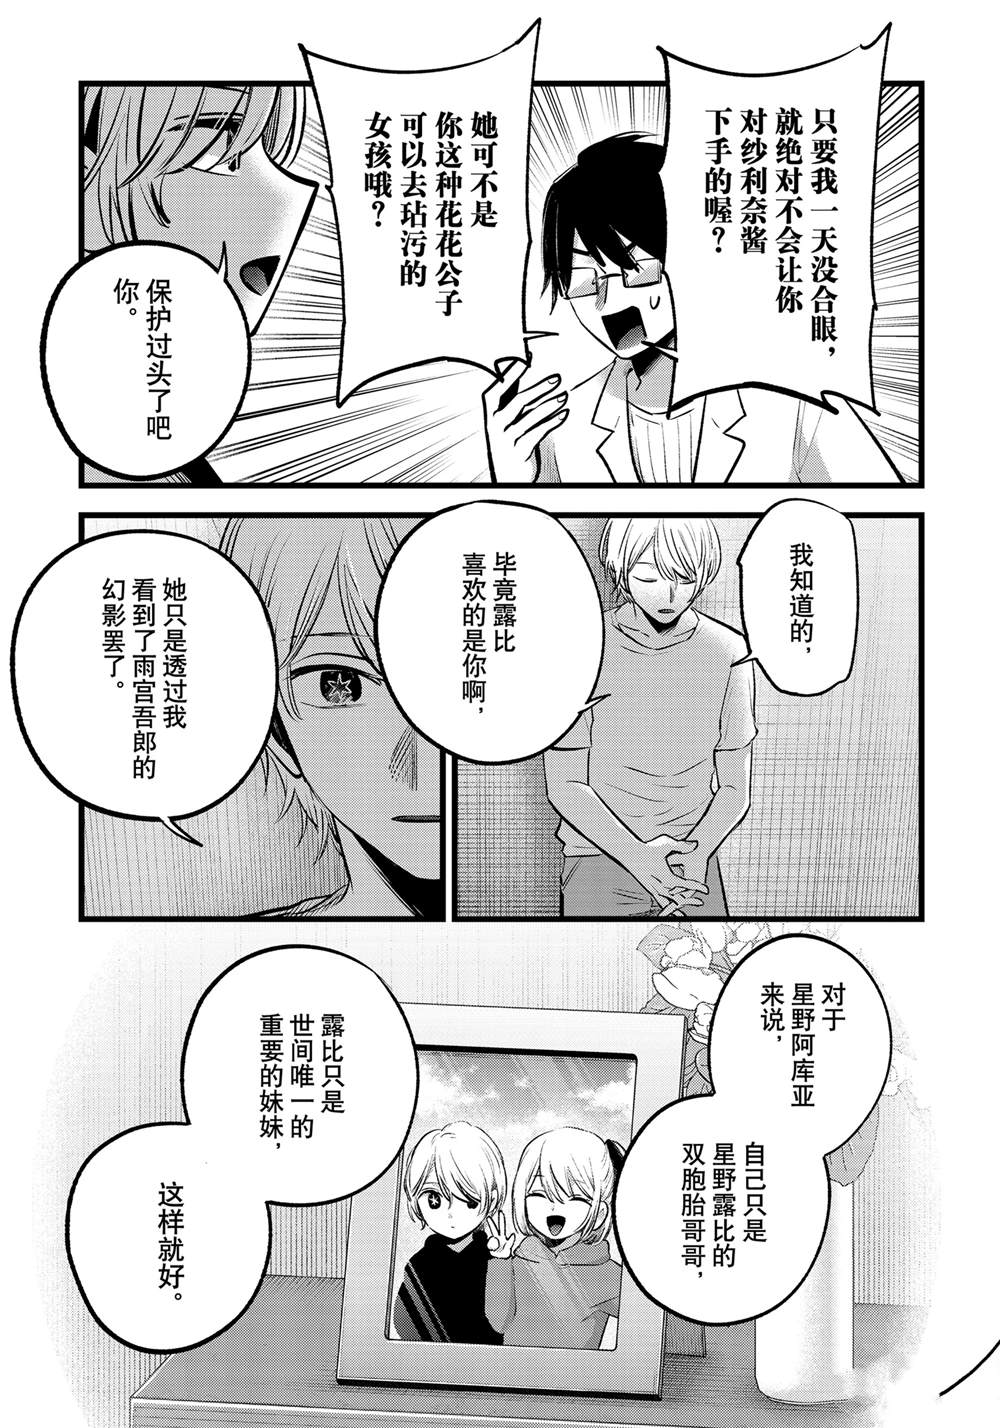 只要我一天没合眼，
就绝对不会让你
对纱利奈酱
下手的喔？
她可不是
你这种花花公子
可以去玷污的
女孩哦？
保护过头了吧
你。
我知道的，
毕竟露比
喜欢的是你啊，
她只是透过我
看到了雨宫吾郎的
幻影罢了。
对于
星野阿库亚
来说，
自己只是
星野露比的
双胞胎哥哥，
露比只是
世间唯一的
重要的妹妹，
这样就好。